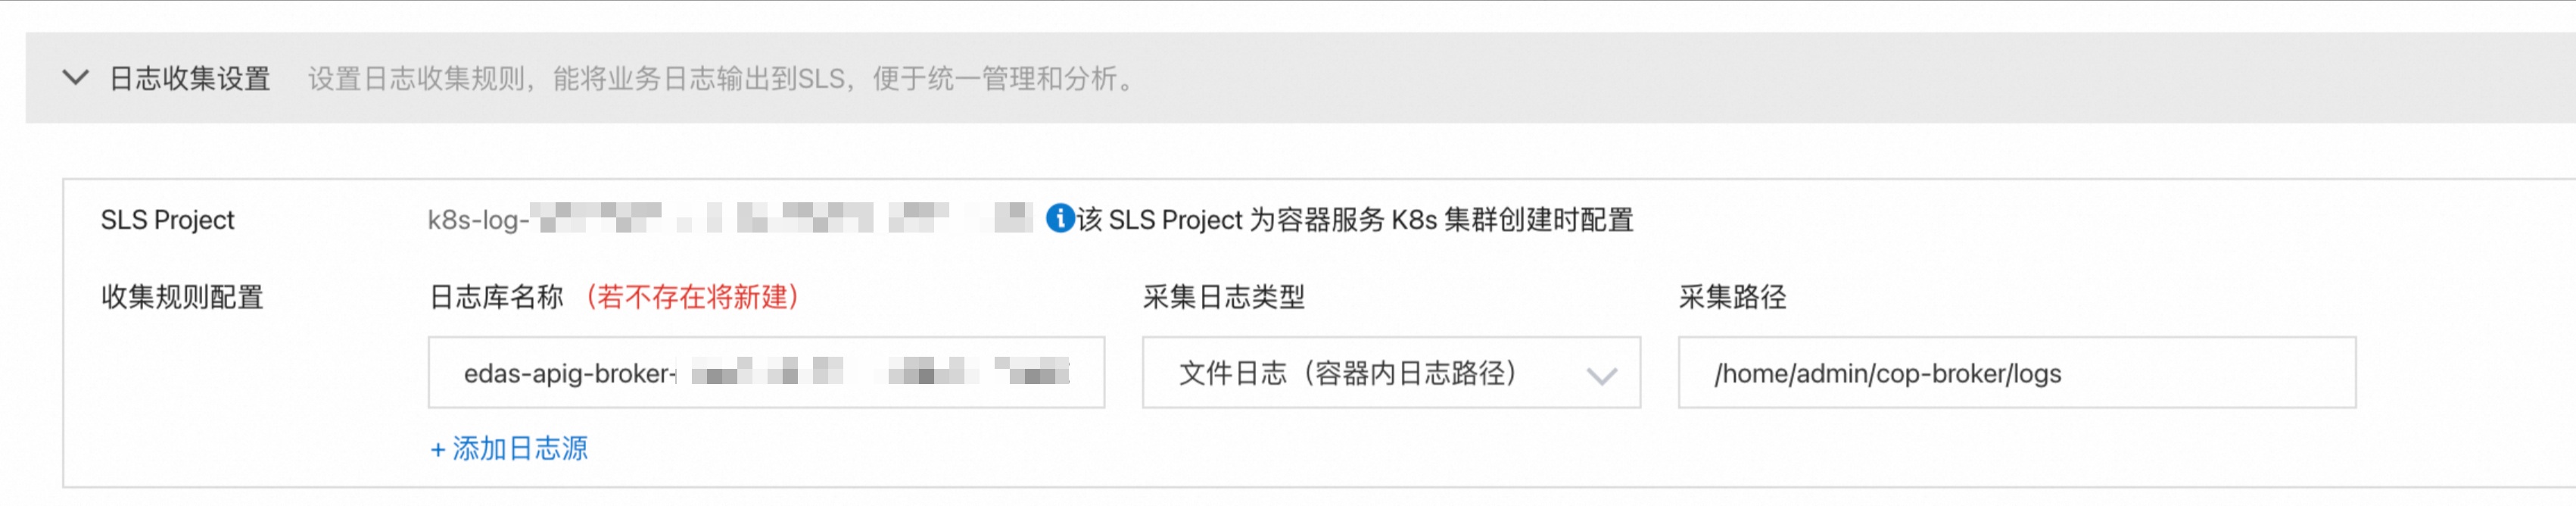 日志收集设置 设置日志收集规则，能将业务日志输出到SLS，便于统一管理和分析。
SLS Project k8s-log- 该 SLS Project 为容器服务 K8s 集群创建时配置
收集规则配置 日志库名称 （若不存在将新建） 采集日志类型 采集路径
edas-apig-broker- 文件日志（容器内日志路径） /home/admin/cop-broker/logs
+ 添加日志源